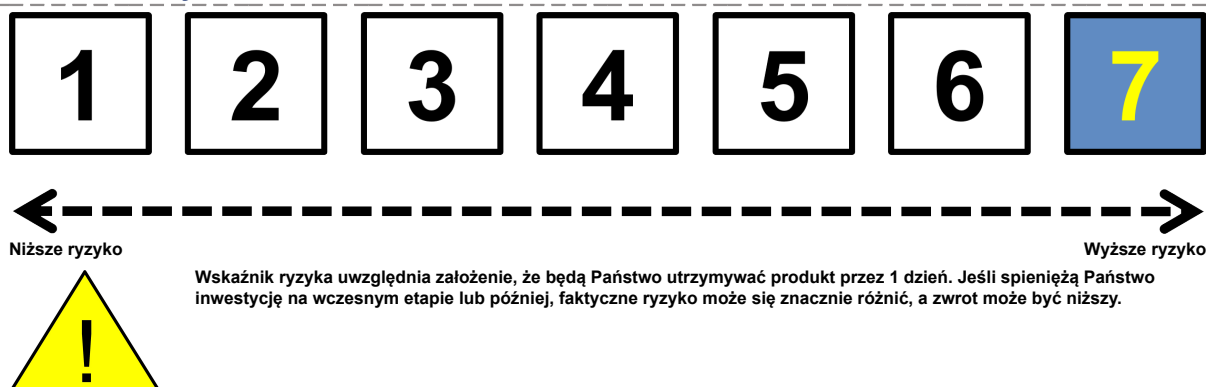 1 2 3 4 5 6 7
Niższe ryzyko Wyższe ryzyko
Wskaźnik ryzyka uwzględnia założenie, że będą Państwo utrzymywać produkt przez 1 dzień. Jeśli spieniężą Państwo
inwestycję na wczesnym etapie lub później, faktyczne ryzyko może się znacznie różnić, a zwrot może być niższy.
!